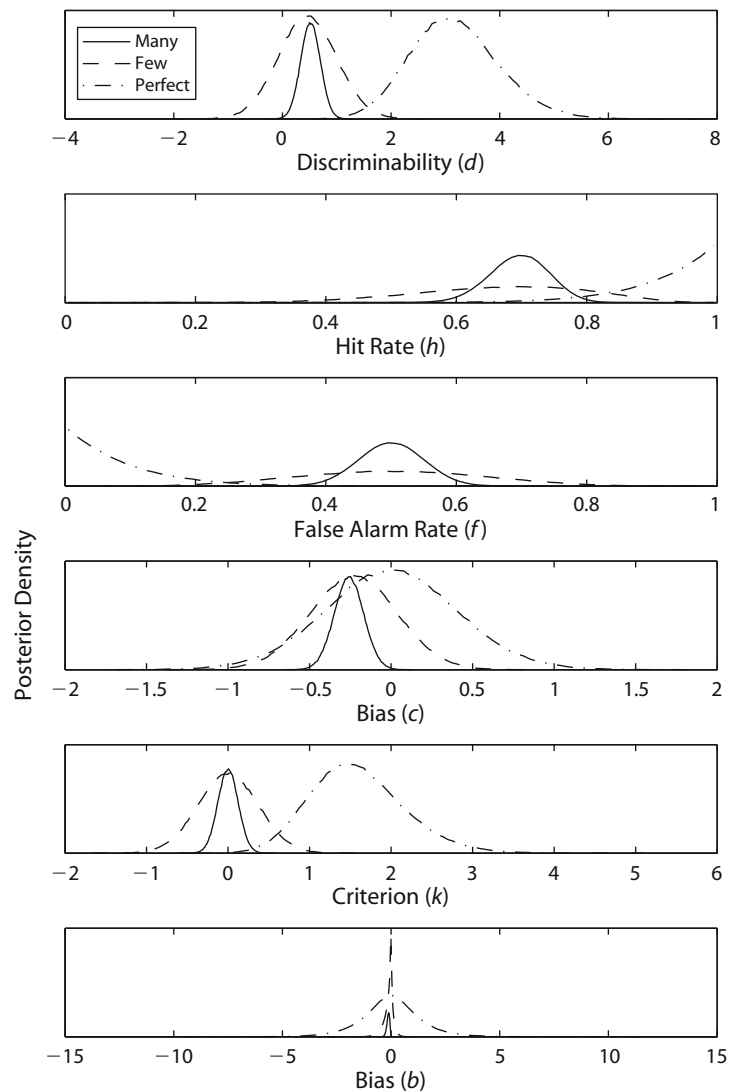 Many
Few
Perfect
−4 −2 0 2 4 6 8
Discriminability (d)
0 0.2 0.4 0.6 0.8 1
Hit Rate (h)
0 0.2 0.4 0.6 0.8 1
False Alarm Rate (f)
Posterior Density
−2 −1.5 −1 −0.5 0 0.5 1 1.5 2
Bias (c)
−2 −1 0 1 2 3 4 5 6
Criterion (k)
−15 −10 −5 0 5 10 15
Bias (b)